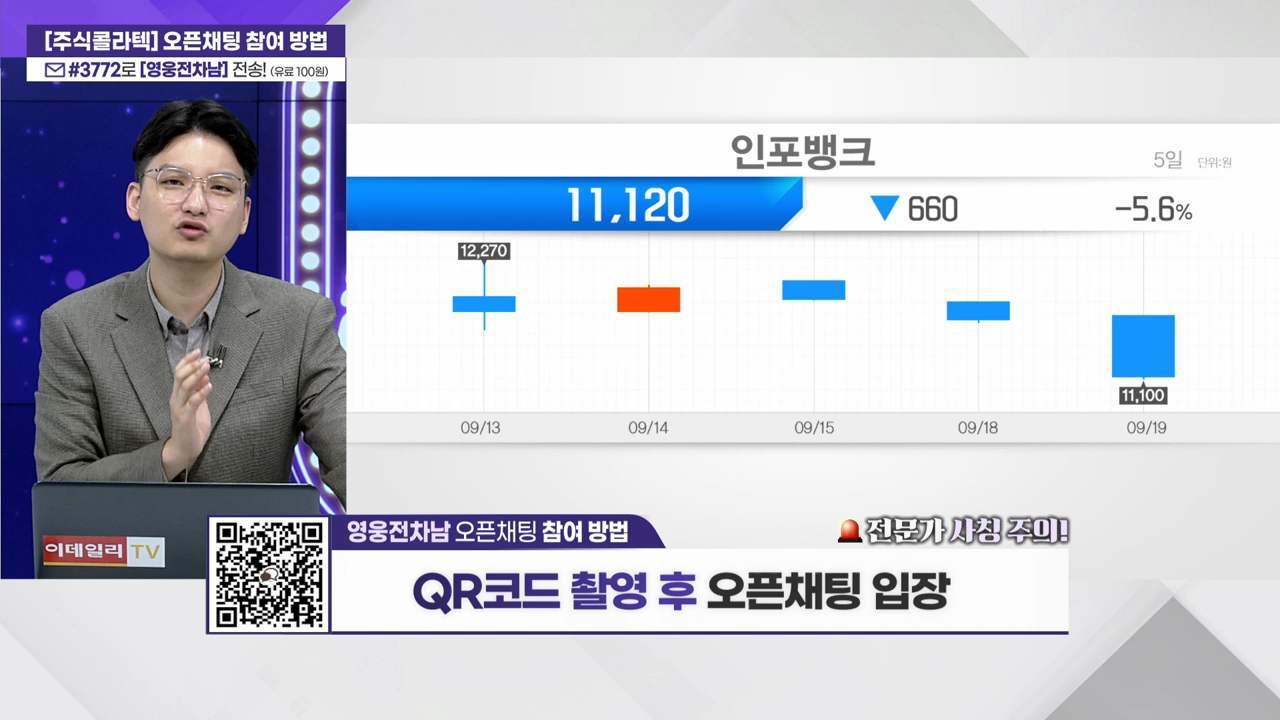 [주식콜라텍] 오픈채팅 참여 방법
#3772로 [영웅전차남] 전송! (유료 100원)
인포뱅크
5일 단위:원
11,120 ▼ 660 -5.6%
12,270
11,100
09/13 09/14 09/15 09/18 09/19
이데일리 TV
영웅전차남 오픈채팅 참여 방법
전문가 사칭 주의!
QR코드 촬영 후 오픈채팅 입장